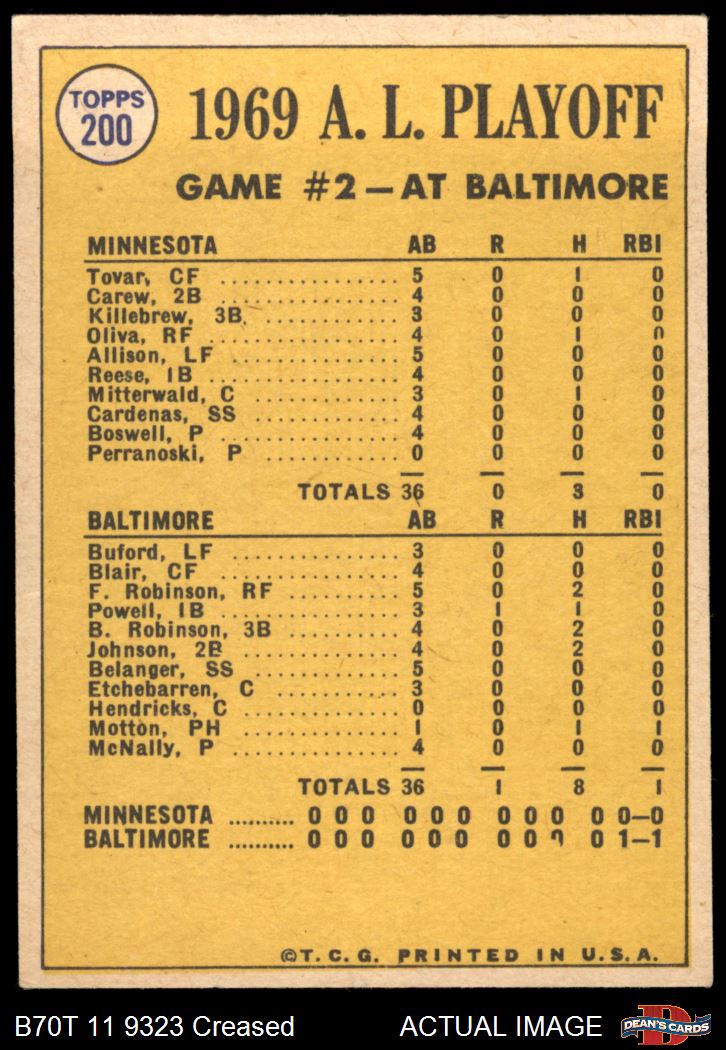 TOPPS
200
1969 A. L. PLAYOFF
GAME #2—AT BALTIMORE
MINNESOTA AB R H RBI
Tovar, CF ................ 5 0 1 0
Carew, 2B ................ 4 0 0 0
Killebrew, 3B ............ 3 0 0 0
Oliva, RF ................ 4 0 1 0
Allison, LF .............. 5 0 0 0
Reese, 1B ................ 4 0 0 0
Mitterwald, C ............ 3 0 1 0
Cardenas, SS ............. 4 0 0 0
Boswell, P ............... 4 0 0 0
Perranoski, P ............ 0 0 0 0
TOTALS 36 0 3 0
BALTIMORE AB R H RBI
Buford, LF ............... 3 0 0 0
Blair, CF ................ 4 0 0 0
F. Robinson, RF .......... 5 0 2 0
Powell, 1B ............... 3 1 1 0
B. Robinson, 3B .......... 4 0 2 0
Johnson, 2B .............. 4 0 2 0
Belanger, SS ............. 5 0 0 0
Etchebarren, C ........... 3 0 0 0
Hendricks, C ............. 0 0 0 0
Motton, PH ............... 1 0 1 1
McNally, P ............... 4 0 0 0
TOTALS 36 1 8 1
MINNESOTA .......... 0 0 0 0 0 0 0 0 0 0 0—0
BALTIMORE .......... 0 0 0 0 0 0 0 0 0 0 1—1
©T.C.G. PRINTED IN U.S.A.
B70T 11 9323 Creased ACTUAL IMAGE
D
DEAN'S CARDS